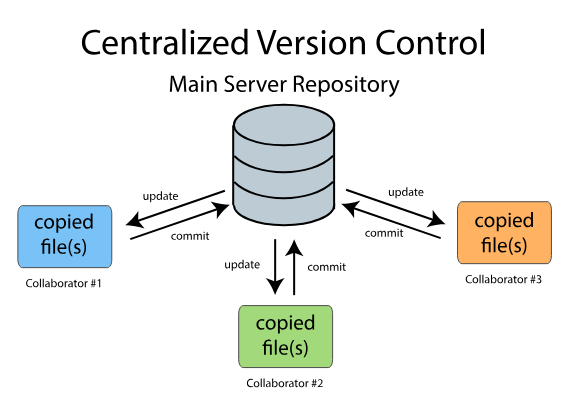 Centralized Version Control
Main Server Repository
update
commit
copied
file(s)
Collaborator #1
update
commit
copied
file(s)
Collaborator #3
update
commit
copied
file(s)
Collaborator #2